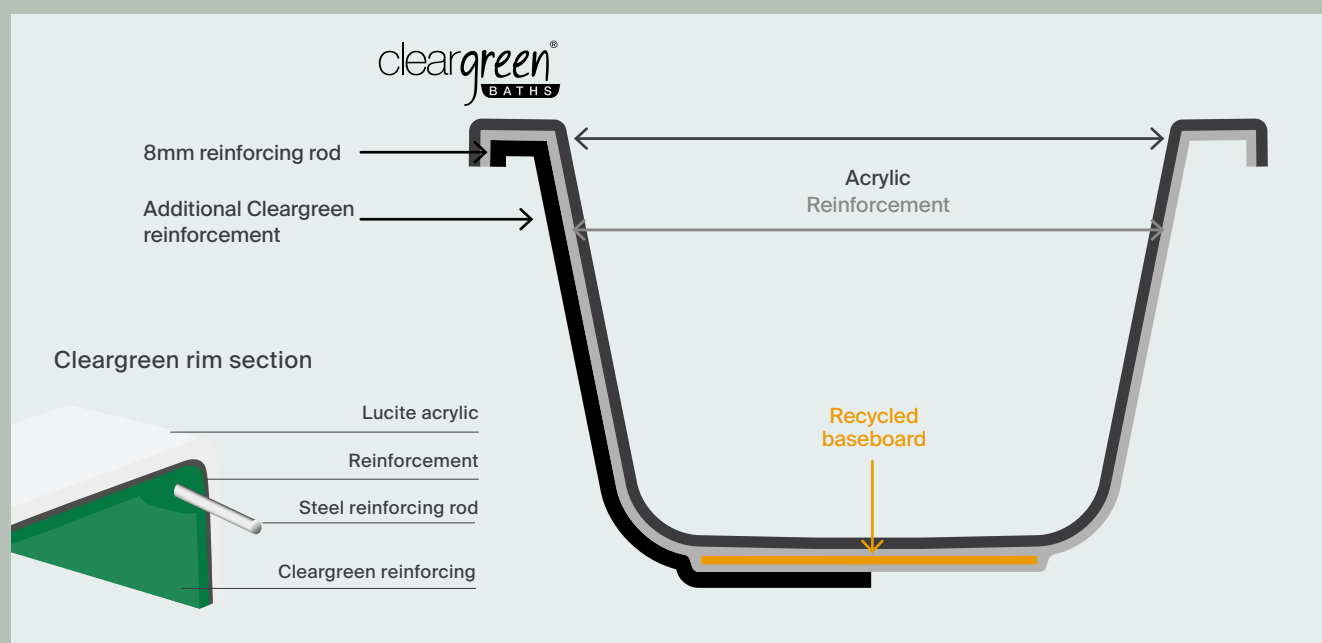 cleargreen®
BATHS
8mm reinforcing rod
Additional Cleargreen
reinforcement
Acrylic
Reinforcement
Cleargreen rim section
Lucite acrylic
Reinforcement
Steel reinforcing rod
Cleargreen reinforcing
Recycled
baseboard